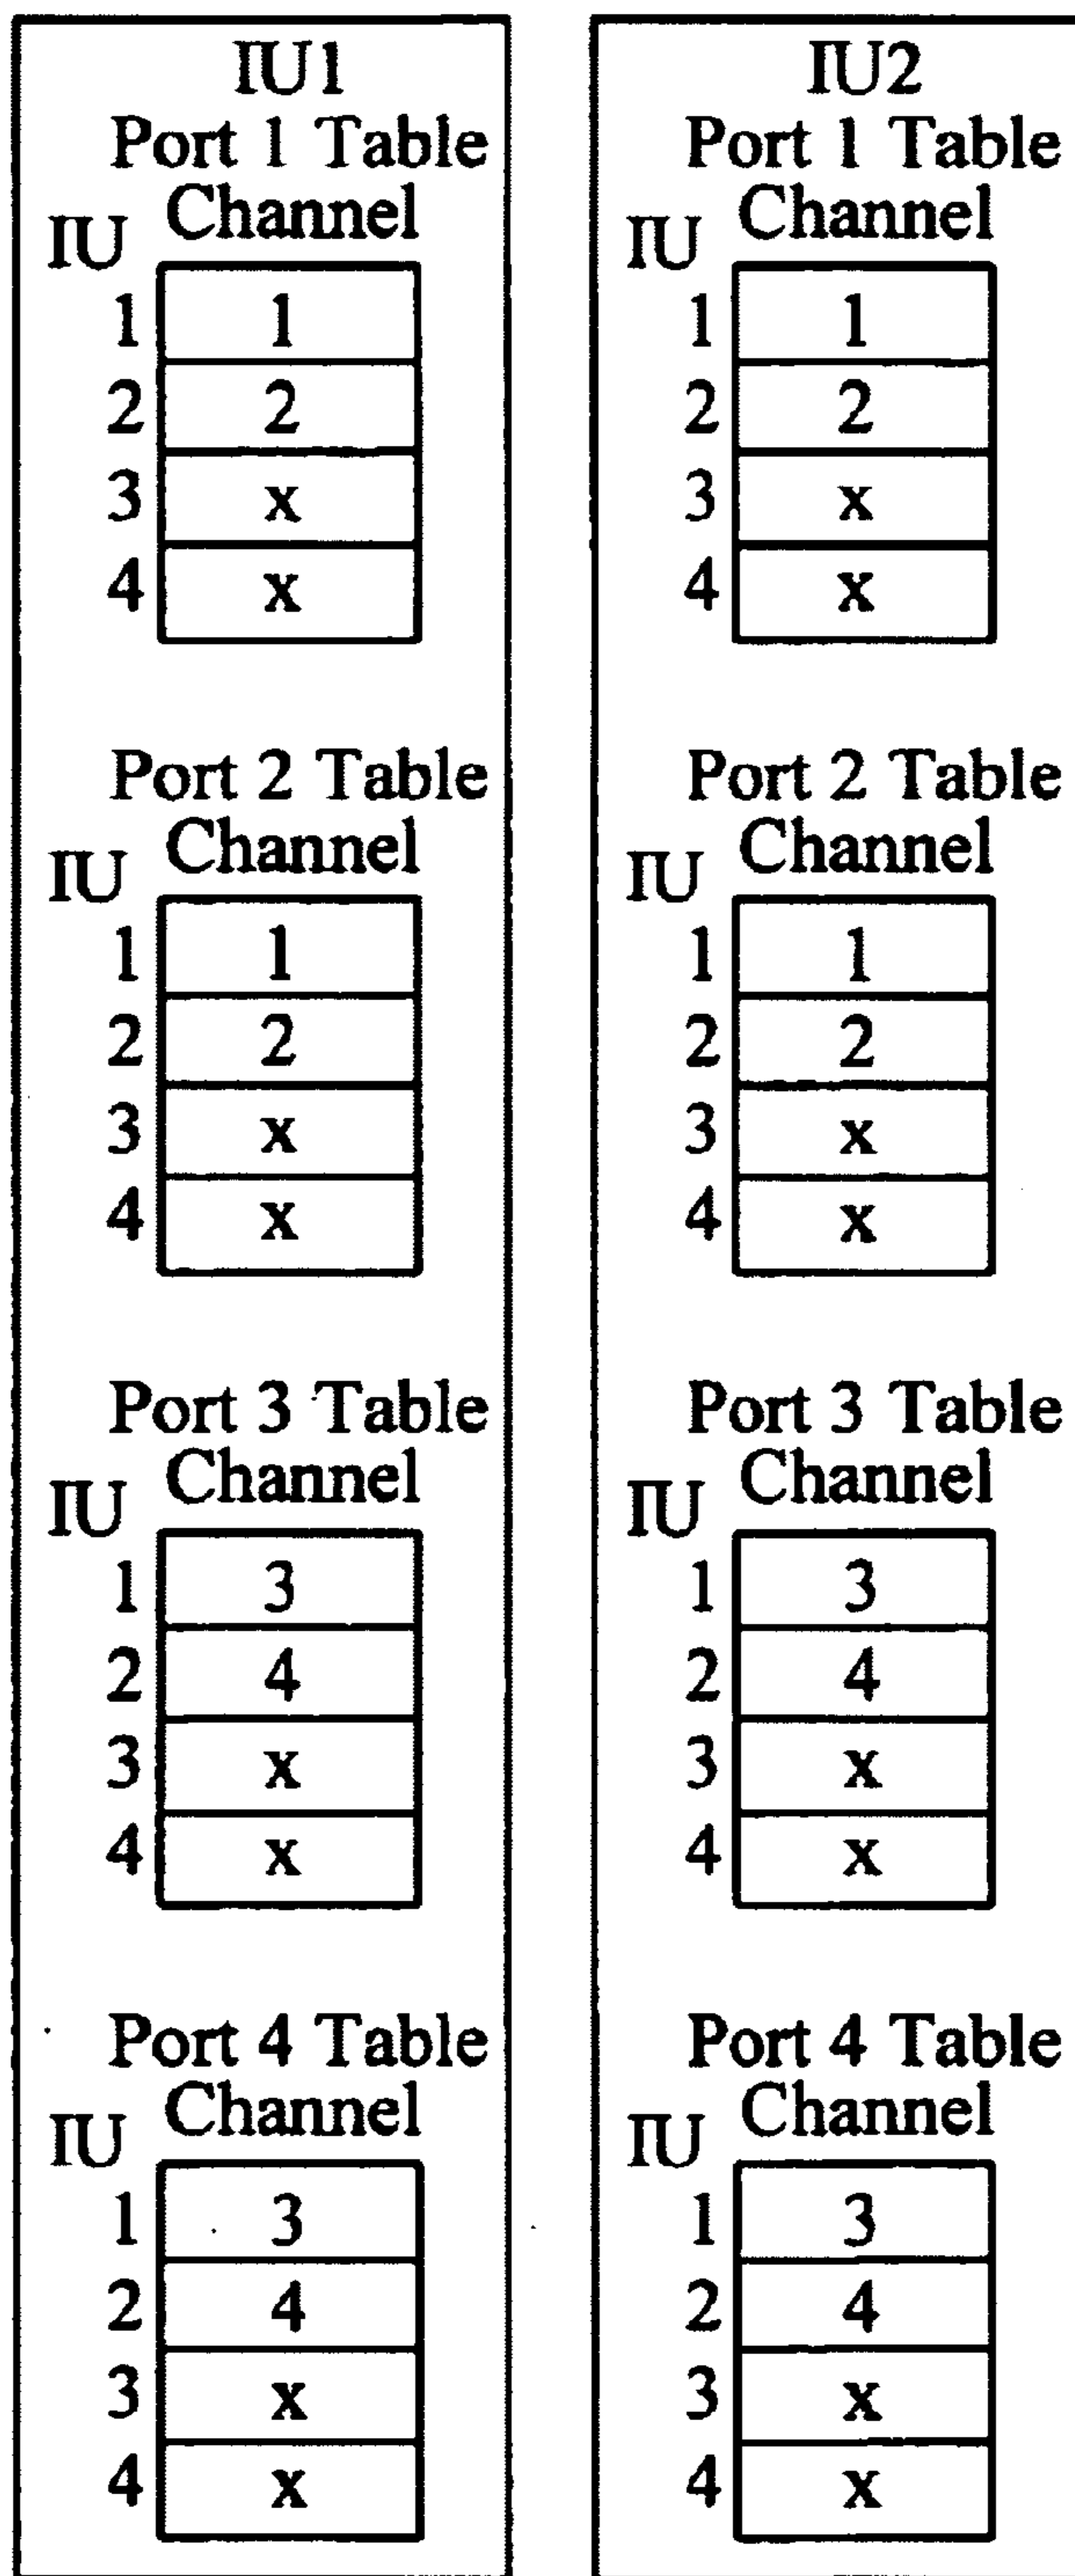 IU1
Port 1 Table
Channel
IU
1 1
2 2
3 x
4 x
Port 2 Table
Channel
IU
1 1
2 2
3 x
4 x
Port 3 Table
Channel
IU
1 3
2 4
3 x
4 x
Port 4 Table
Channel
IU
1 3
2 4
3 x
4 x
IU2
Port 1 Table
Channel
IU
1 1
2 2
3 x
4 x
Port 2 Table
Channel
IU
1 1
2 2
3 x
4 x
Port 3 Table
Channel
IU
1 3
2 4
3 x
4 x
Port 4 Table
Channel
IU
1 3
2 4
3 x
4 x